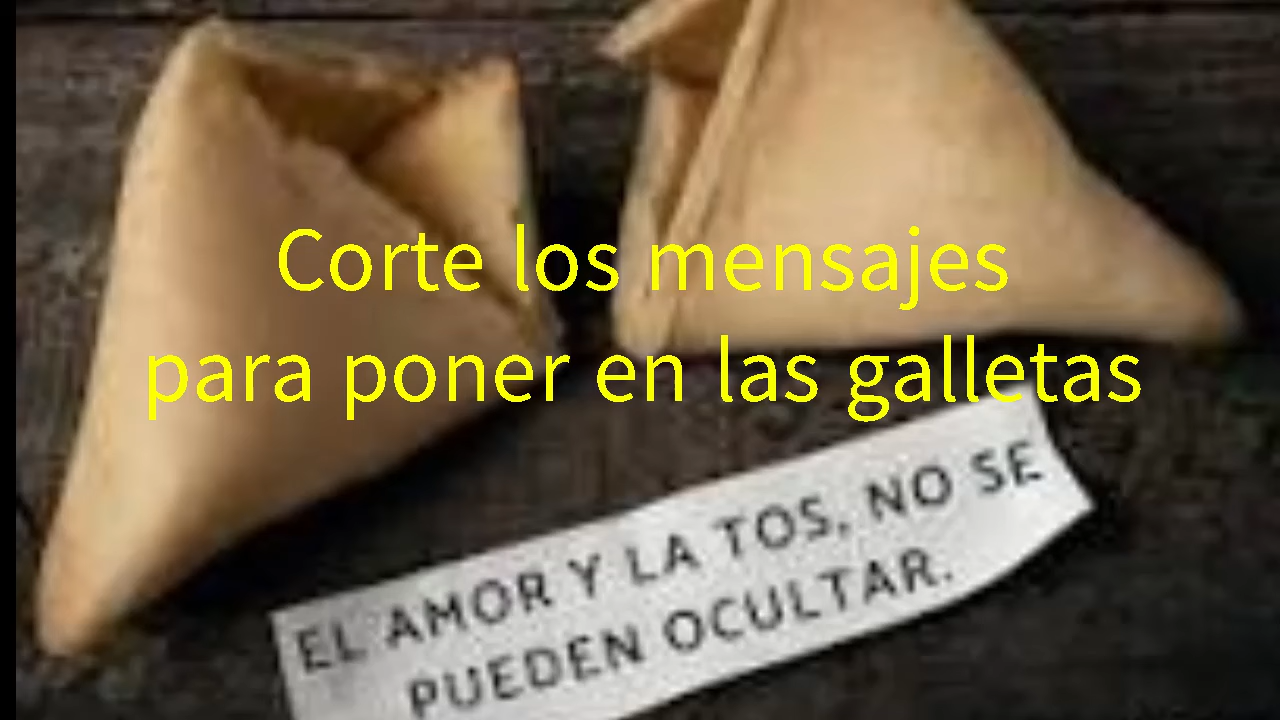 Corte los mensajes
para poner en las galletas
EL AMOR Y LA TOS, NO SE
PUEDEN OCULTAR.